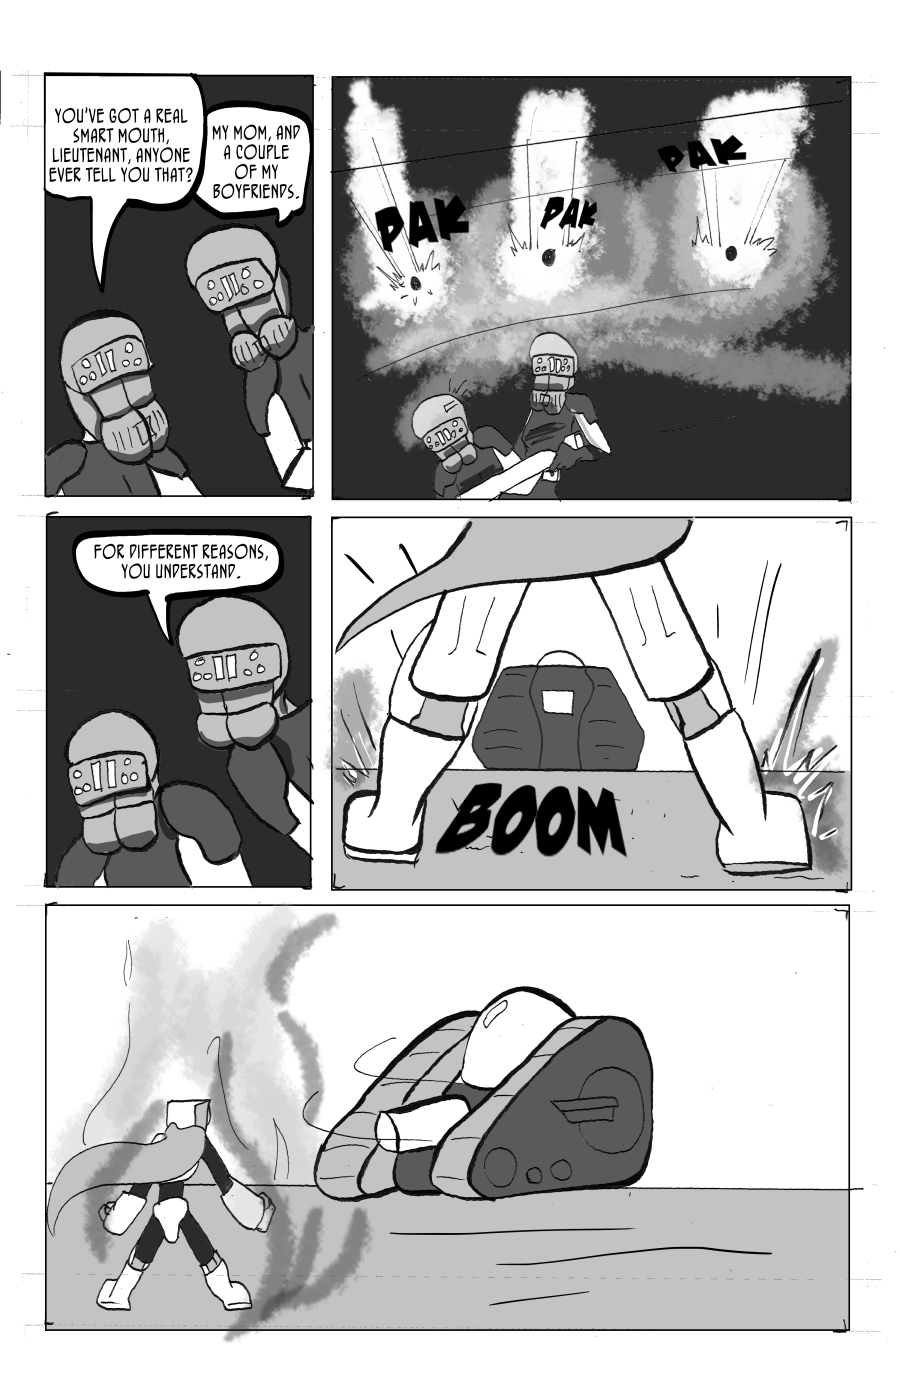 YOU'VE GOT A REAL
SMART MOUTH,
LIEUTENANT, ANYONE
EVER TELL YOU THAT?
MY MOM, AND
A COUPLE
OF MY
BOYFRIENDS.
PAK
PAK
PAK
FOR DIFFERENT REASONS,
YOU UNDERSTAND.
BOOM